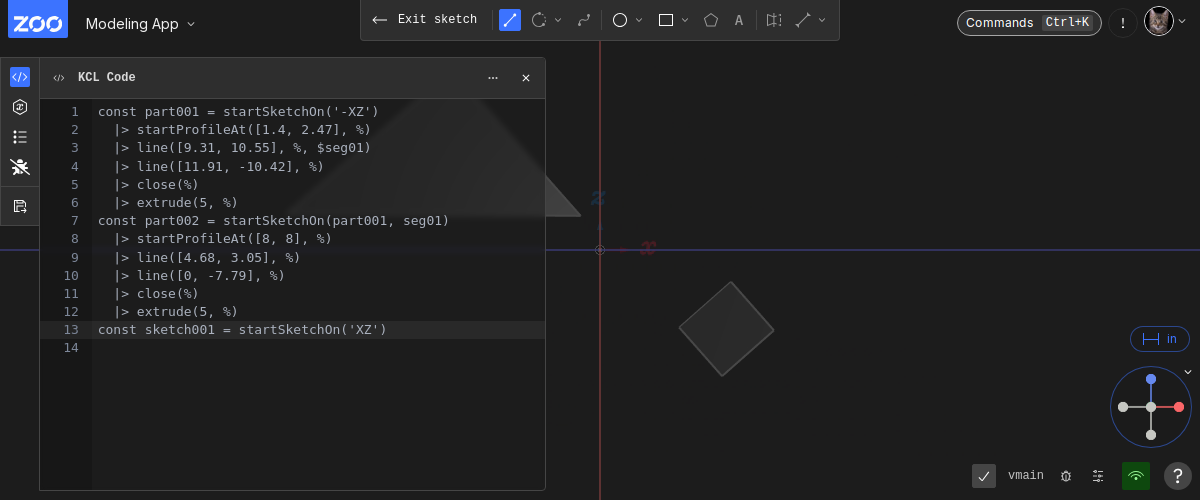 ZOO
Modeling App
Exit sketch
A
Commands Ctrl+K
!
KCL Code
1 const part001 = startSketchOn('-XZ')
2 |> startProfileAt([1.4, 2.47], %)
3 |> line([9.31, 10.55], %, $seg01)
4 |> line([11.91, -10.42], %)
5 |> close(%)
6 |> extrude(5, %)
7 const part002 = startSketchOn(part001, seg01)
8 |> startProfileAt([8, 8], %)
9 |> line([4.68, 3.05], %)
10 |> line([0, -7.79], %)
11 |> close(%)
12 |> extrude(5, %)
13 const sketch001 = startSketchOn('XZ')
14
z
x
in
vmain
?